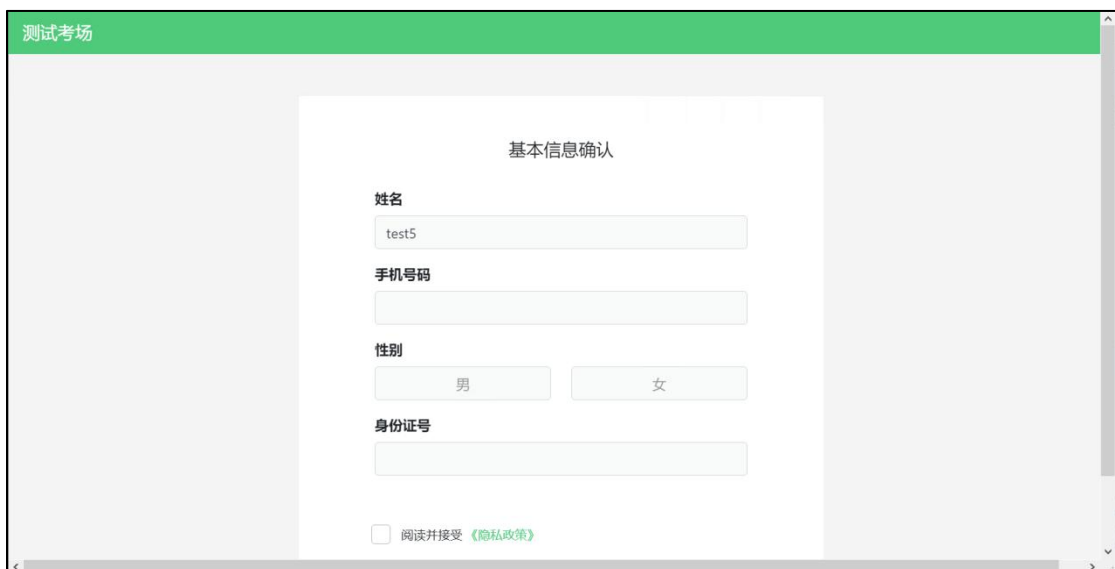 测试考场
基本信息确认
姓名
test5
手机号码
性别
男 女
身份证号
阅读并接受 《隐私政策》